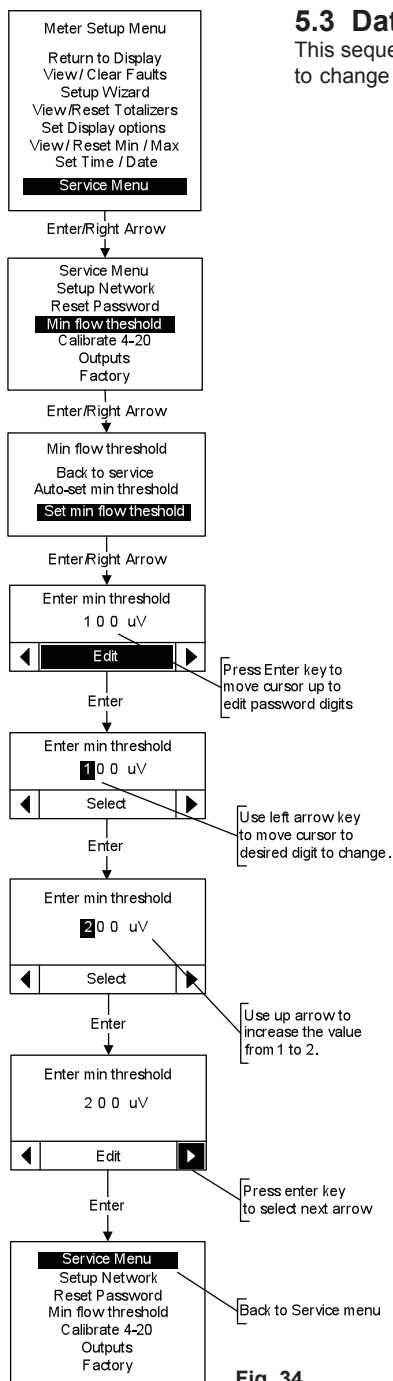 Meter Setup Menu
Return to Display
View / Clear Faults
Setup Wizard
View/Reset Totalizers
Set Display options
View / Reset Min / Max
Set Time / Date
Service Menu
Enter/Right Arrow
Service Menu
Setup Network
Reset Password
Min flow theshold
Calibrate 4-20
Outputs
Factory
Enter/Right Arrow
Min flow threshold
Back to service
Auto-set min threshold
Set min flow theshold
Enter/Right Arrow
Enter min threshold
1 0 0 uV
Edit
Press Enter key to
move cursor up to
edit password digits
Enter
Enter min threshold
1 0 0 uV
Select
Use left arrow key
to move cursor to
desired digit to change.
Enter
Enter min threshold
2 0 0 uV
Select
Use up arrow to
increase the value
from 1 to 2.
Enter
Enter min threshold
2 0 0 uV
Edit
Press enter key
to select next arrow
Enter
Service Menu
Setup Network
Reset Password
Min flow threshold
Calibrate 4-20
Outputs
Factory
Back to Service menu
Fig. 34
5.3 Dat
This seque
to change